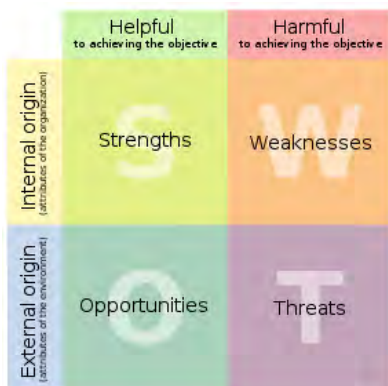 Helpful
to achieving the objective
Harmful
to achieving the objective
Internal origin
(attributes of the organization)
S
Strengths
W
Weaknesses
External origin
(attributes of the environment)
O
Opportunities
T
Threats